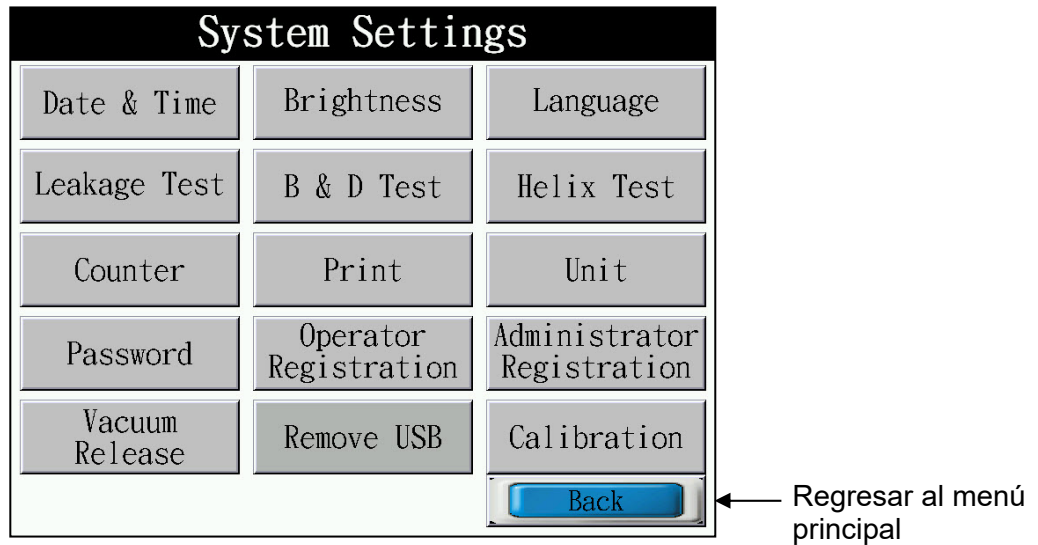 System Settings
Date & Time
Brightness
Language
Leakage Test
B & D Test
Helix Test
Counter
Print
Unit
Password
Operator
Registration
Administrator
Registration
Vacuum
Release
Remove USB
Calibration
Back
Regresar al menú
principal